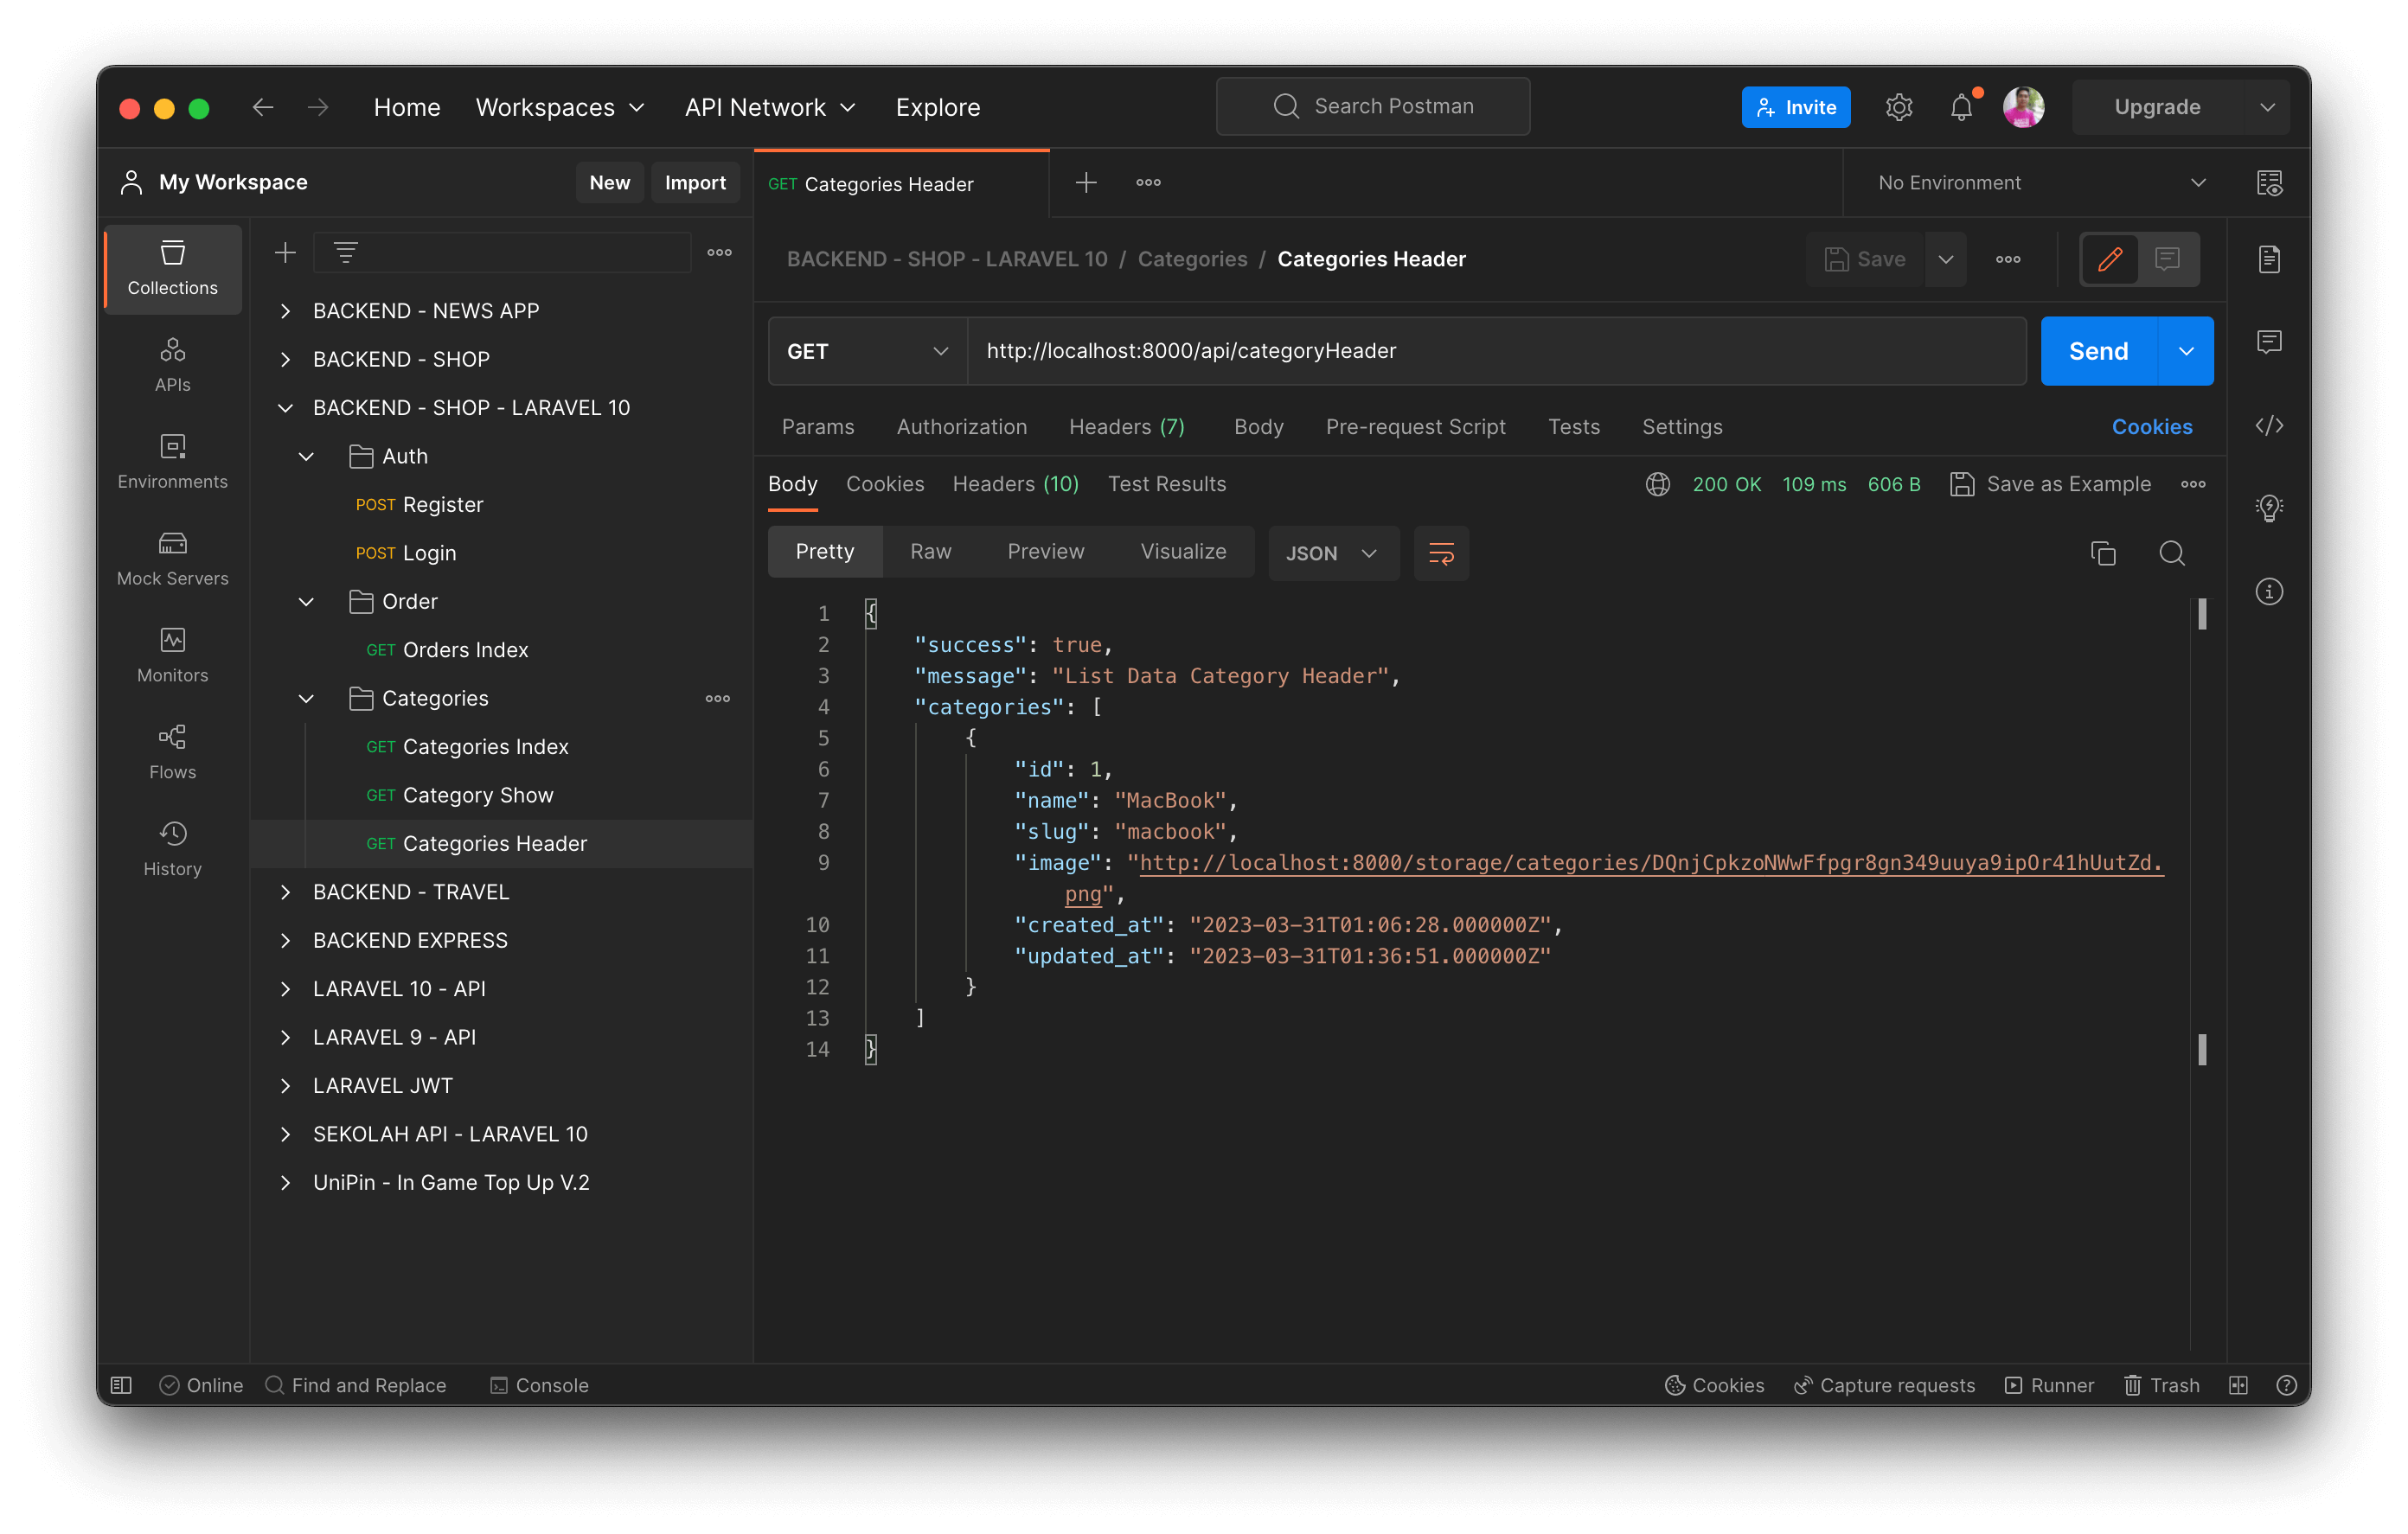 Home Workspaces API Network Explore Search Postman Invite Upgrade
My Workspace New Import
GET Categories Header No Environment
Collections
APIs
Environments
Mock Servers
Monitors
Flows
History
BACKEND - NEWS APP
BACKEND - SHOP
BACKEND - SHOP - LARAVEL 10
Auth
POST Register
POST Login
Order
GET Orders Index
Categories
GET Categories Index
GET Category Show
GET Categories Header
BACKEND - TRAVEL
BACKEND EXPRESS
LARAVEL 10 - API
LARAVEL 9 - API
LARAVEL JWT
SEKOLAH API - LARAVEL 10
UniPin - In Game Top Up V.2
BACKEND - SHOP - LARAVEL 10 / Categories / Categories Header Save
GET http://localhost:8000/api/categoryHeader Send
Params Authorization Headers (7) Body Pre-request Script Tests Settings Cookies
Body Cookies Headers (10) Test Results 200 OK 109 ms 606 B Save as Example
Pretty Raw Preview Visualize JSON
1 {
2 "success": true,
3 "message": "List Data Category Header",
4 "categories": [
5 {
6 "id": 1,
7 "name": "MacBook",
8 "slug": "macbook",
9 "image": "http://localhost:8000/storage/categories/DQnjCpkzoNWwFfpgr8gn349uuya9ipOr41hUutZd.
png",
10 "created_at": "2023-03-31T01:06:28.000000Z",
11 "updated_at": "2023-03-31T01:36:51.000000Z"
12 }
13 ]
14 }
Online Find and Replace Console Cookies Capture requests Runner Trash